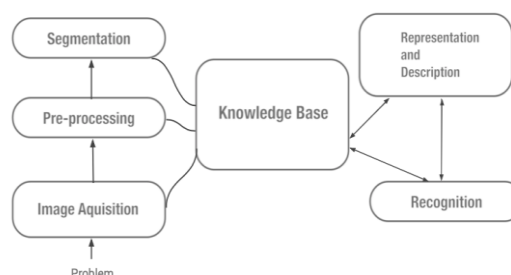 Segmentation
Representation
and
Description
Knowledge Base
Pre-processing
Image Aquisition
Recognition
Problem